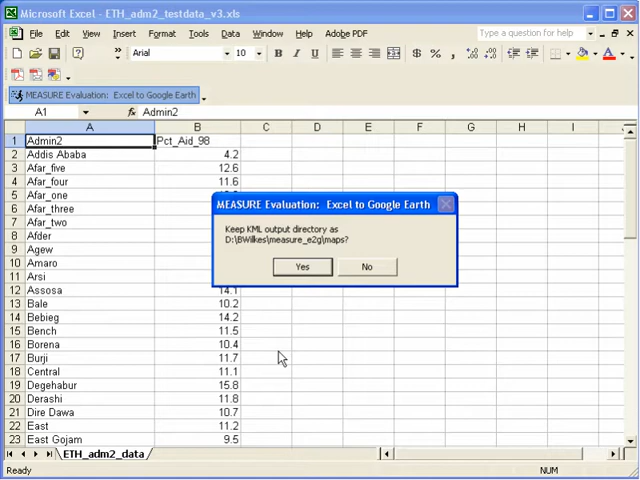 Microsoft Excel - ETH_adm2_testdata_v3.xls
File Edit View Insert Format Tools Data Window Help Adobe PDF
Type a question for help
Arial 10 B I U
MEASURE Evaluation: Excel to Google Earth
A1 fx Admin2
A B C D E F G H I
1 Admin2 Pct_Aid_98
2 Addis Ababa 4.2
3 Afar_five 12.6
4 Afar_four 11.6
5 Afar_one
6 Afar_three
7 Afar_two
8 Afder
9 Agew
10 Amaro
11 Arsi
12 Assosa 14.1
13 Bale 10.2
14 Bebieg 14.2
15 Bench 11.5
16 Borena 10.4
17 Burji 11.7
18 Central 11.1
19 Degehabur 15.8
20 Derashi 11.8
21 Dire Dawa 10.7
22 East 11.2
23 East Gojam 9.5
MEASURE Evaluation: Excel to Google Earth
Keep KML output directory as
D:\BWilkes\measure_e2g\maps?
Yes No
ETH_adm2_data
Ready NUM